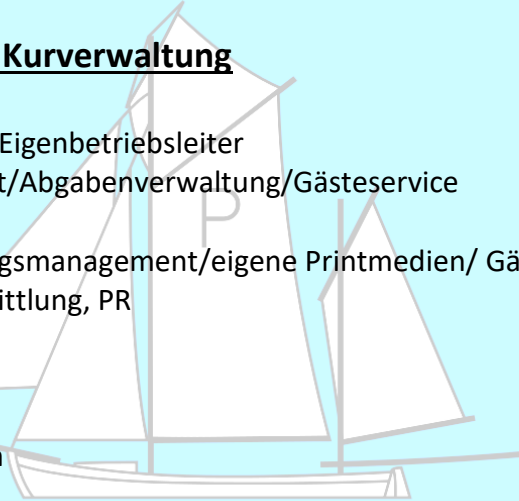 Kurverwaltung
Eigenbetriebsleiter
t/Abgabenverwaltung/Gästeservice
P
gsmanagement/eigene Printmedien/ Gä
ittlung, PR
n